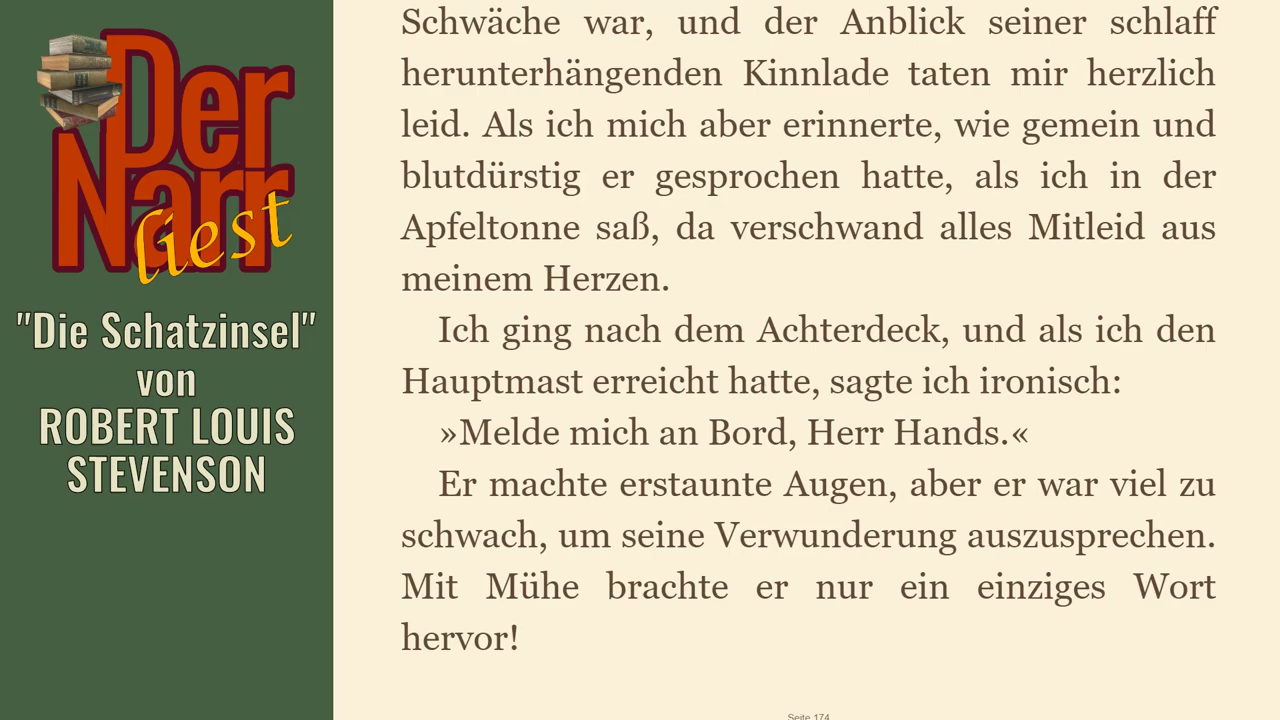 Der
Narr
liest
"Die Schatzinsel"
von
ROBERT LOUIS
STEVENSON
Schwäche war, und der Anblick seiner schlaff
herunterhängenden Kinnlade taten mir herzlich
leid. Als ich mich aber erinnerte, wie gemein und
blutdürstig er gesprochen hatte, als ich in der
Apfeltonne saß, da verschwand alles Mitleid aus
meinem Herzen.
Ich ging nach dem Achterdeck, und als ich den
Hauptmast erreicht hatte, sagte ich ironisch:
»Melde mich an Bord, Herr Hands.«
Er machte erstaunte Augen, aber er war viel zu
schwach, um seine Verwunderung auszusprechen.
Mit Mühe brachte er nur ein einziges Wort
hervor!
Seite 174